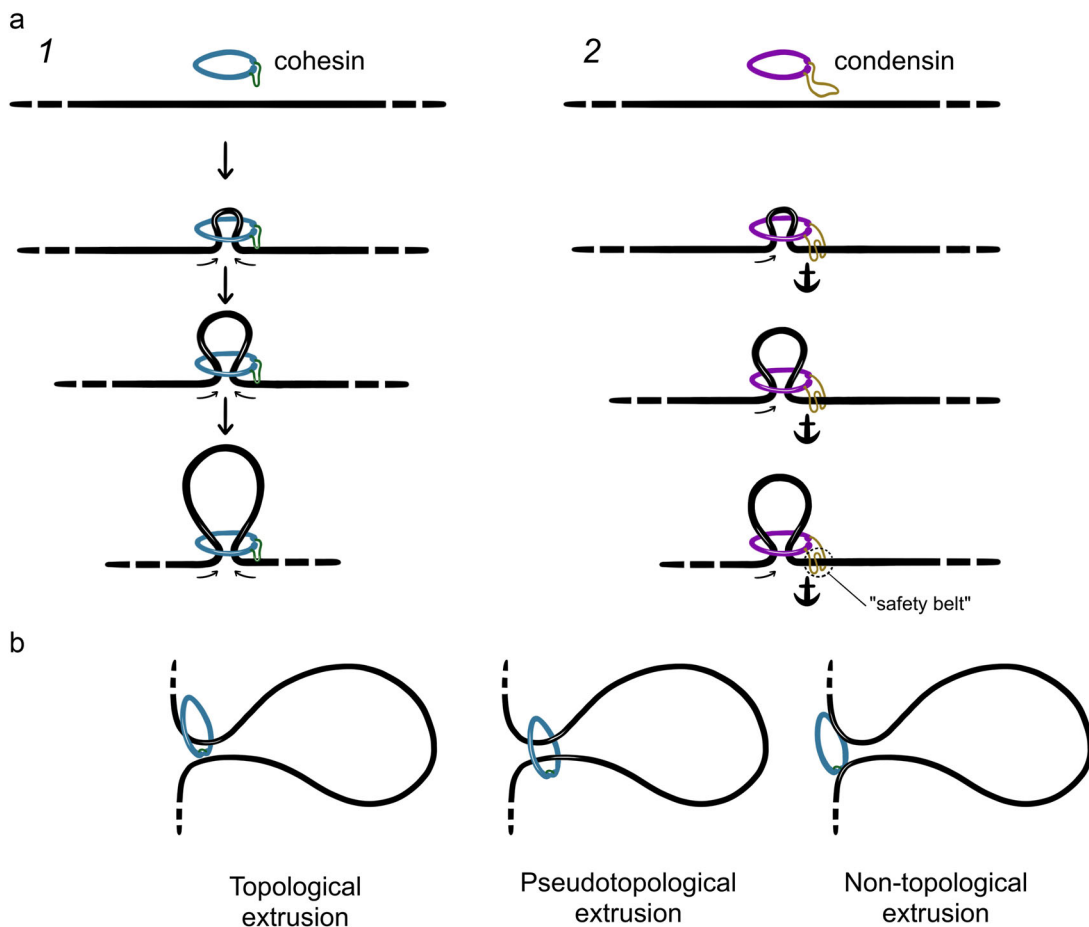 a
1
cohesin
2
condensin
"safety belt"
b
Topological
extrusion
Pseudotopological
extrusion
Non-topological
extrusion